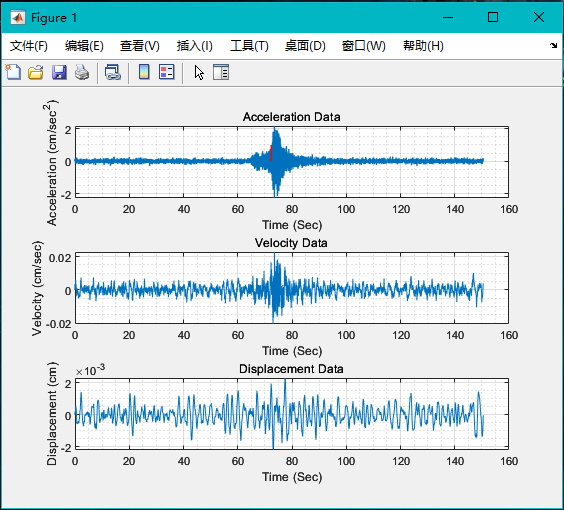 Figure 1
文件(F) 编辑(E) 查看(V) 插入(I) 工具(T) 桌面(D) 窗口(W) 帮助(H)
Acceleration Data
Acceleration (cm/sec²)
2
0
-2
0 20 40 60 80 100 120 140 160
Time (Sec)
Velocity Data
Velocity (cm/sec)
0.02
0
-0.02
0 20 40 60 80 100 120 140 160
Time (Sec)
×10⁻³
Displacement Data
Displacement (cm)
2
0
-2
0 20 40 60 80 100 120 140 160
Time (Sec)